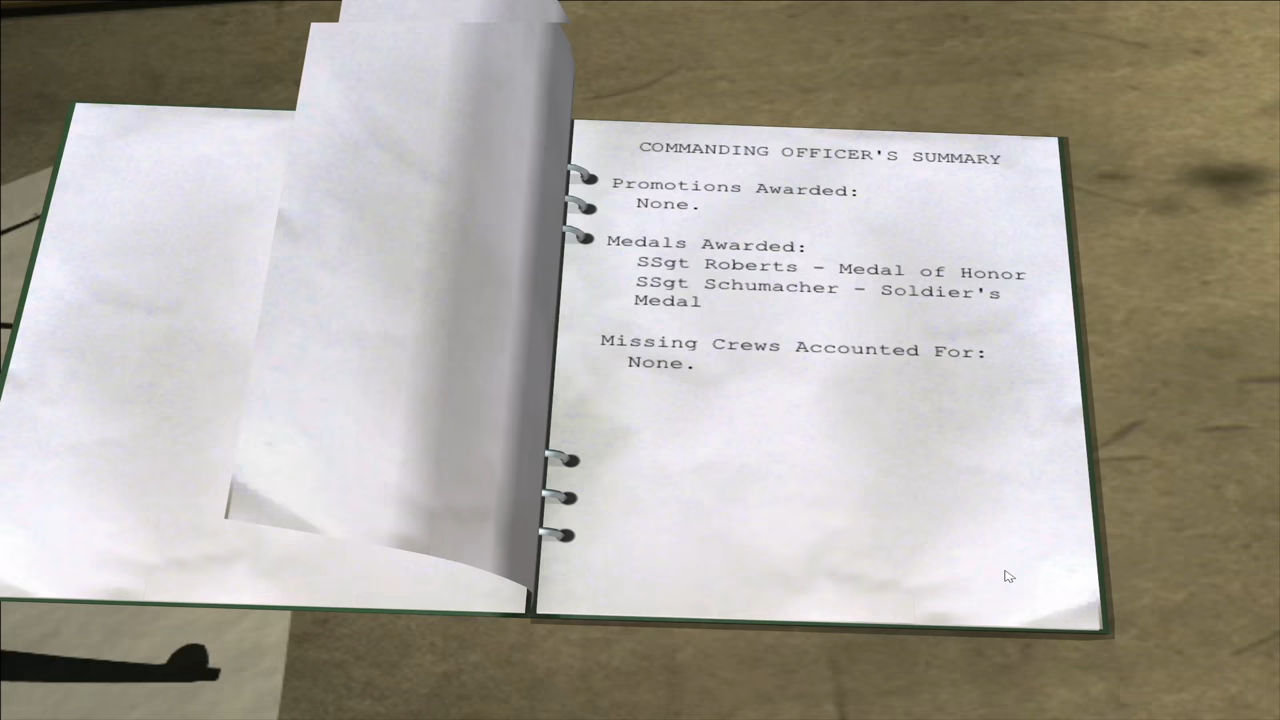 COMMANDING OFFICER'S SUMMARY
Promotions Awarded:
None.
Medals Awarded:
SSgt Roberts - Medal of Honor
SSgt Schumacher - Soldier's
Medal
Missing Crews Accounted For:
None.